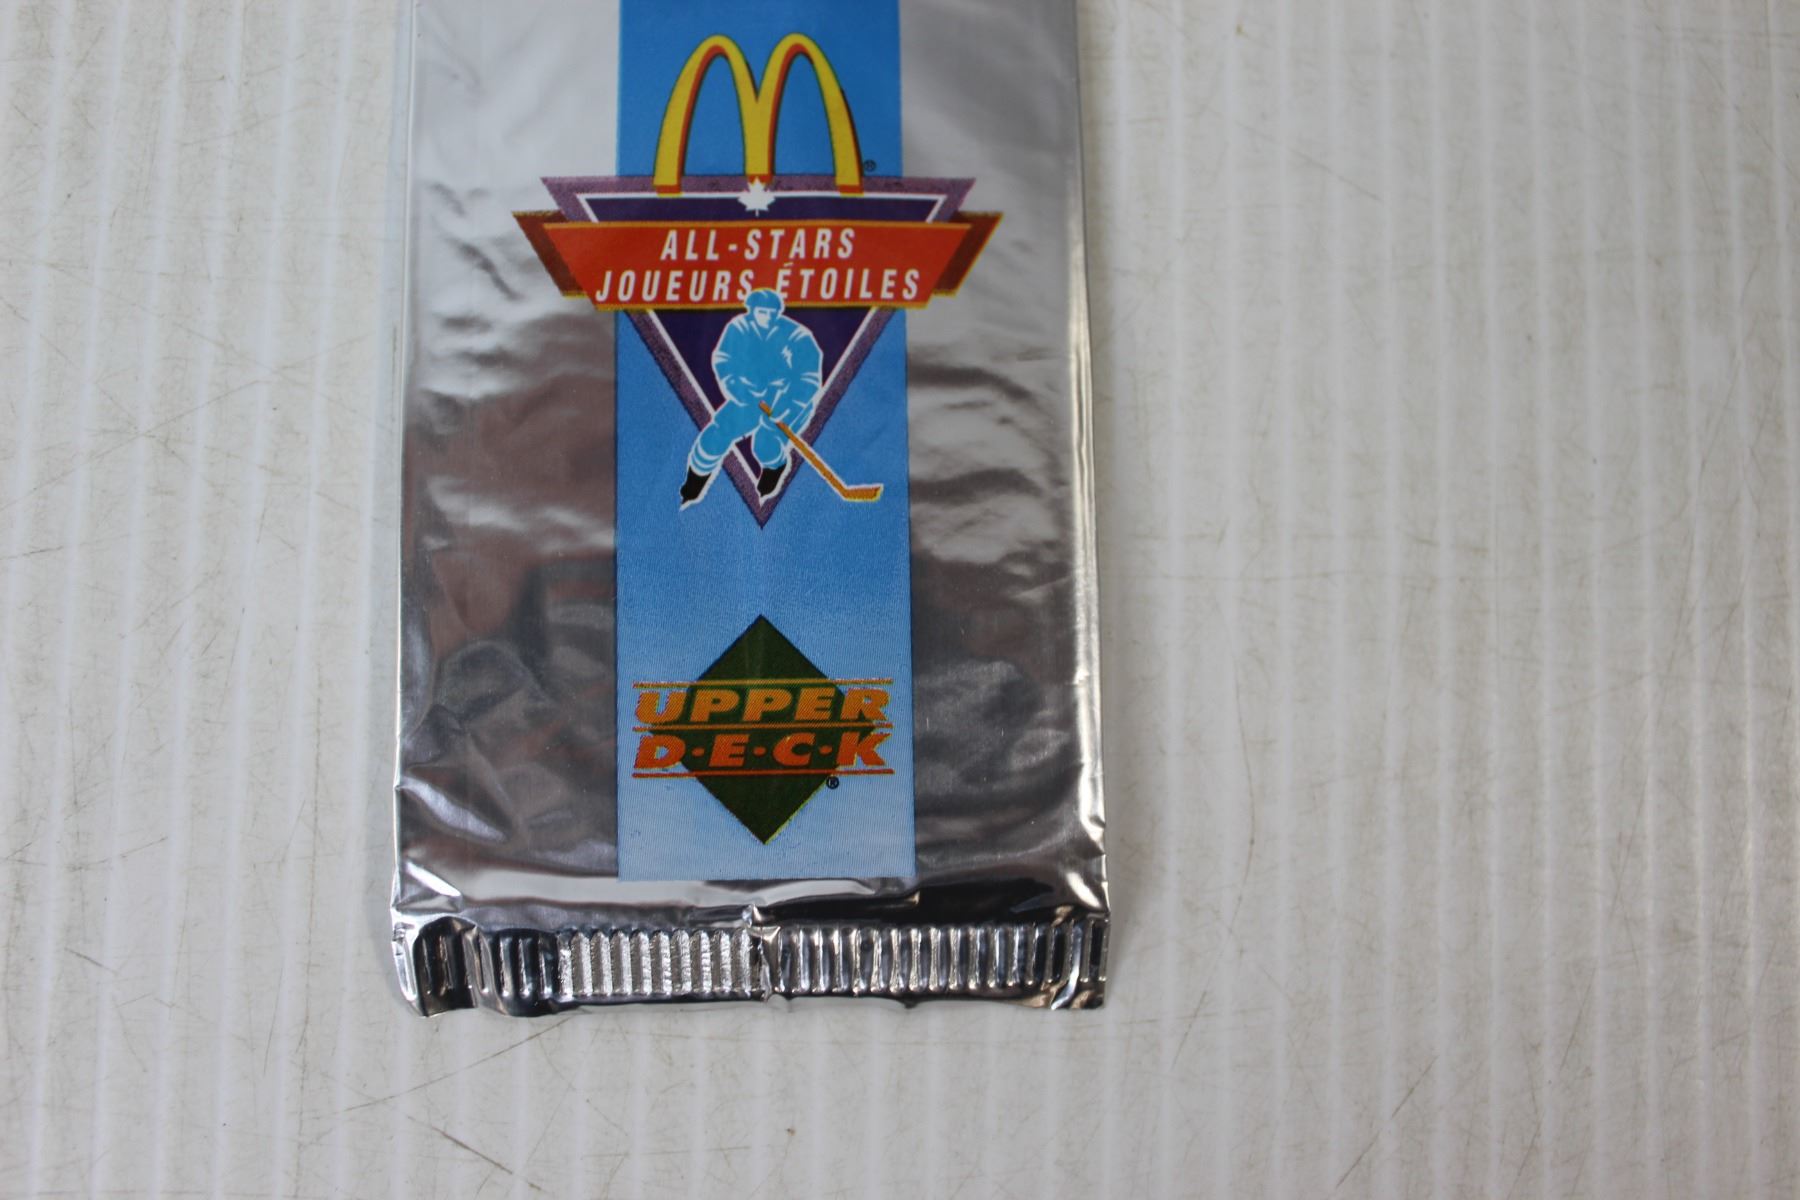 ALL-STARS
JOUEURS ÉTOILES
UPPER
D·E·C·K